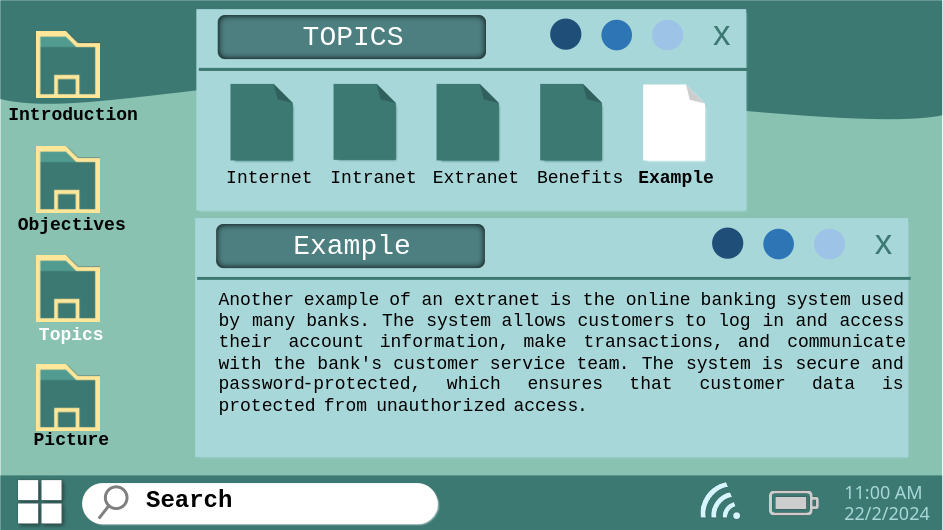 TOPICS
X
Introduction
Internet
Intranet
Extranet
Benefits
Example
Objectives
Example
X
Another example of an extranet is the online banking system used
by many banks. The system allows customers to log in and access
their account information, make transactions, and communicate
with the bank's customer service team. The system is secure and
password-protected, which ensures that customer data is
protected from unauthorized access.
Topics
Picture
Search
11:00 AM
22/2/2024